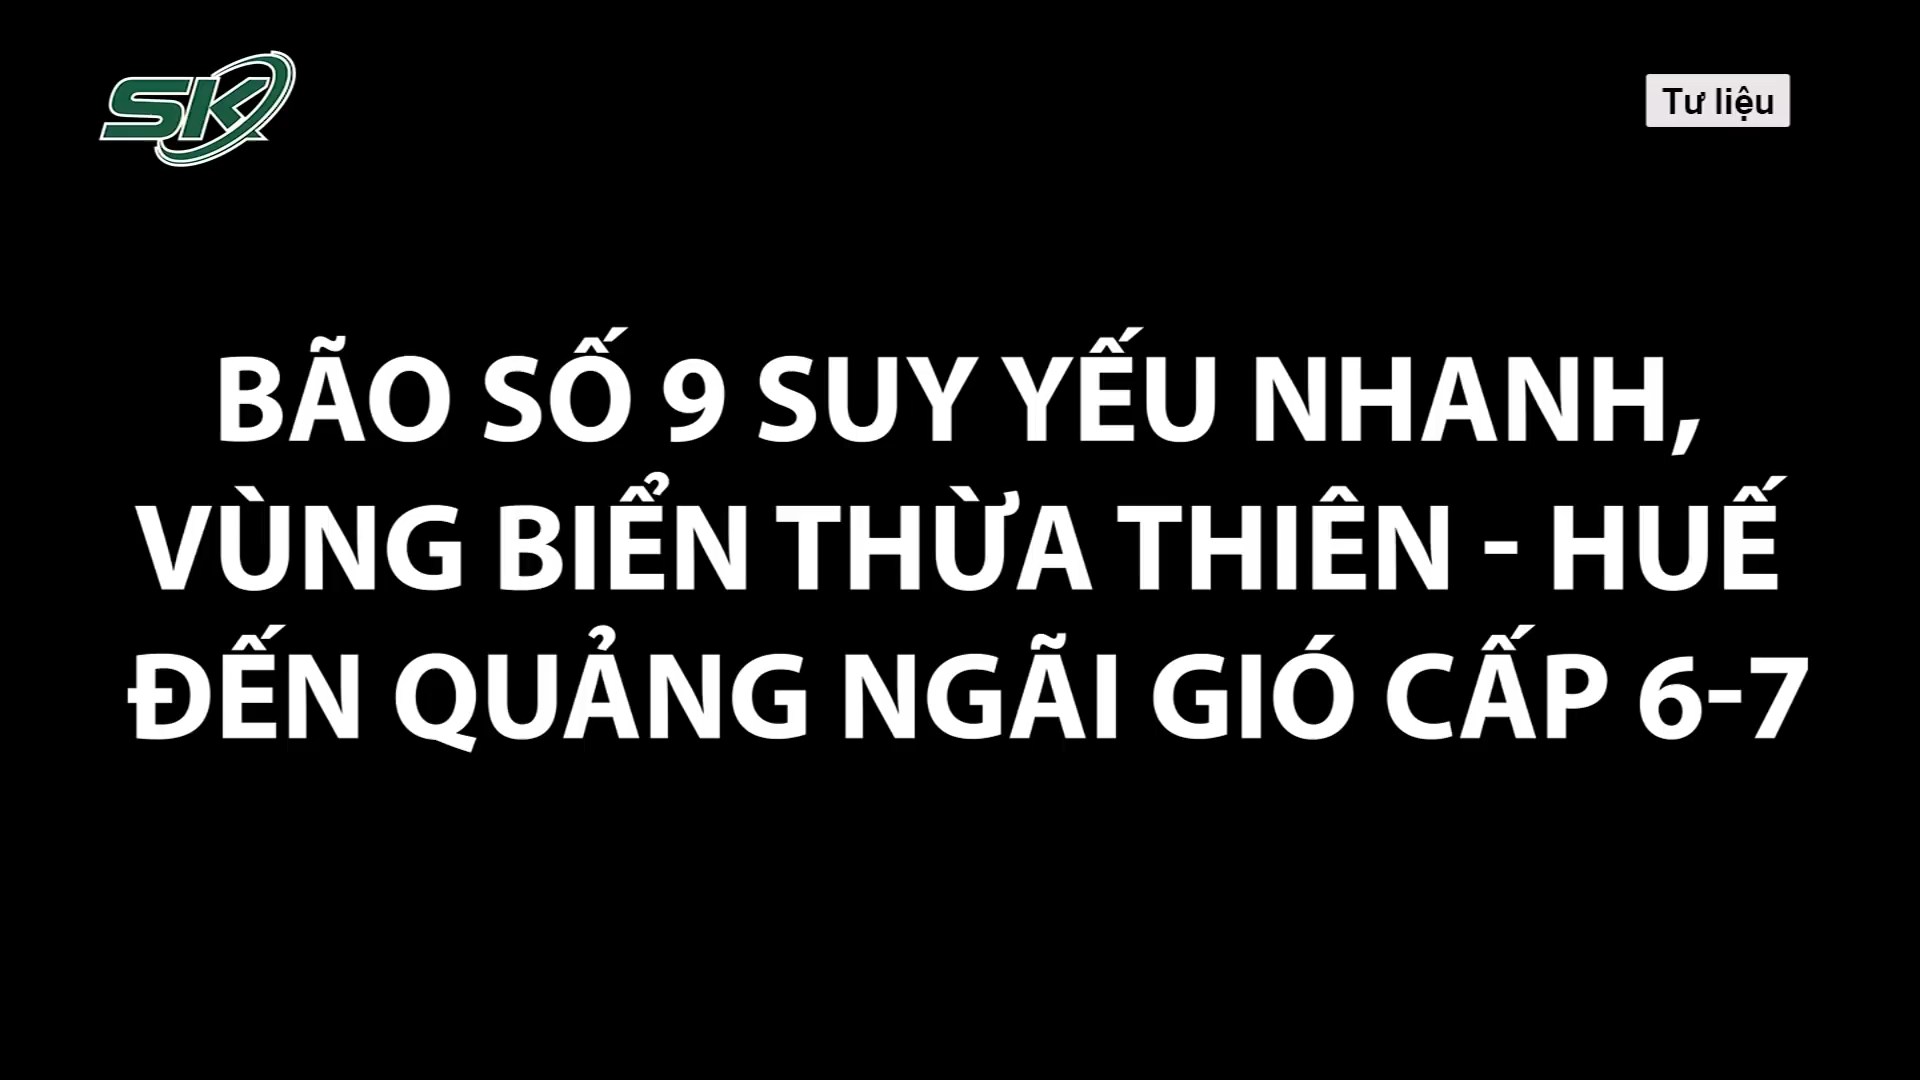 SK
Tư liệu
BÃO SỐ 9 SUY YẾU NHANH,
VÙNG BIỂN THỪA THIÊN - HUẾ
ĐẾN QUẢNG NGÃI GIÓ CẤP 6-7